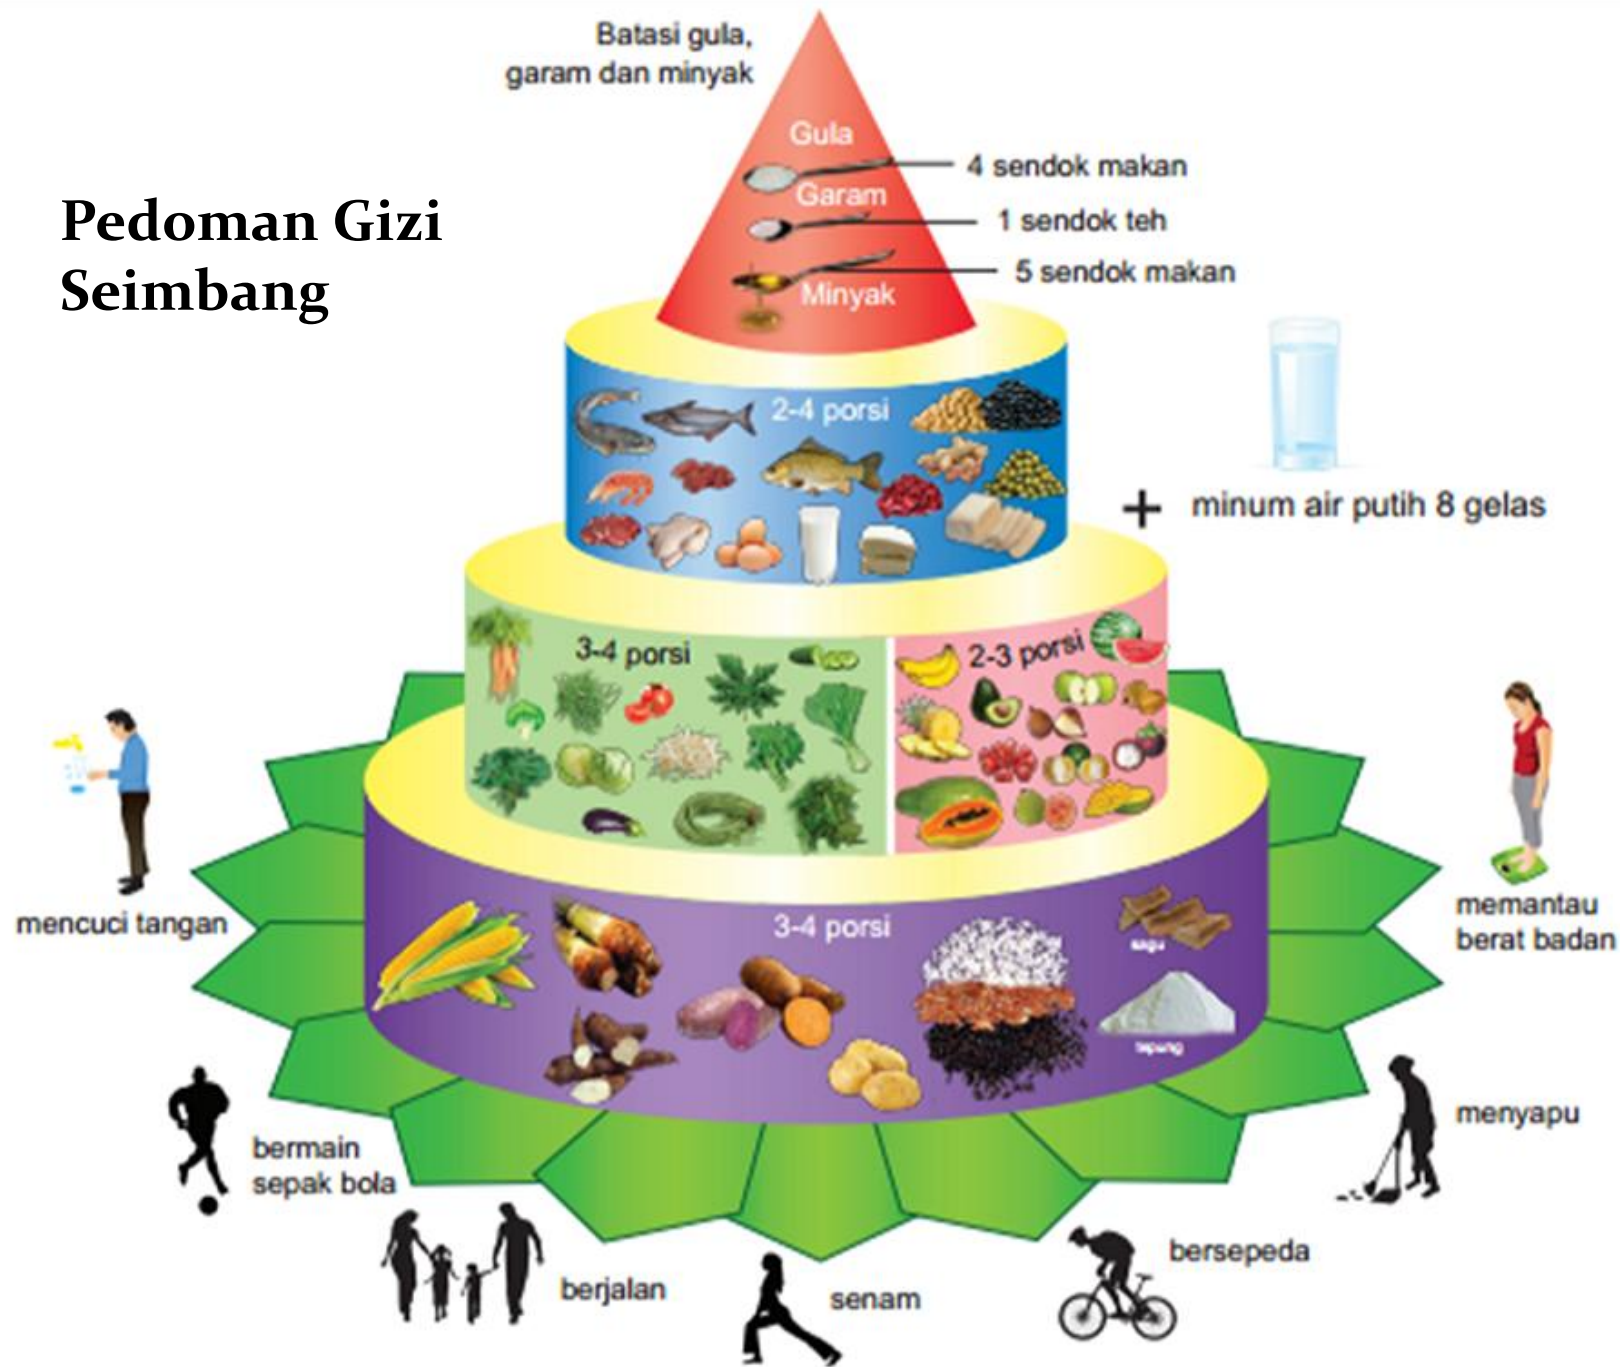 Batasi gula,
garam dan minyak
Gula
4 sendok makan
Garam
1 sendok teh
5 sendok makan
Minyak
Pedoman Gizi
Seimbang
2-4 porsi
+ minum air putih 8 gelas
3-4 porsi
2-3 porsi
mencuci tangan
memantau
berat badan
3-4 porsi
sagu
tepung
bermain
sepak bola
menyapu
berjalan
senam
bersepeda